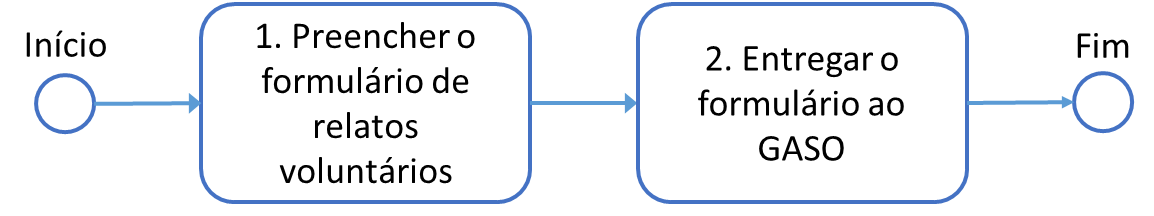 Início
1. Preencher o
formulário de
relatos
voluntários
2. Entregar o
formulário ao
GASO
Fim